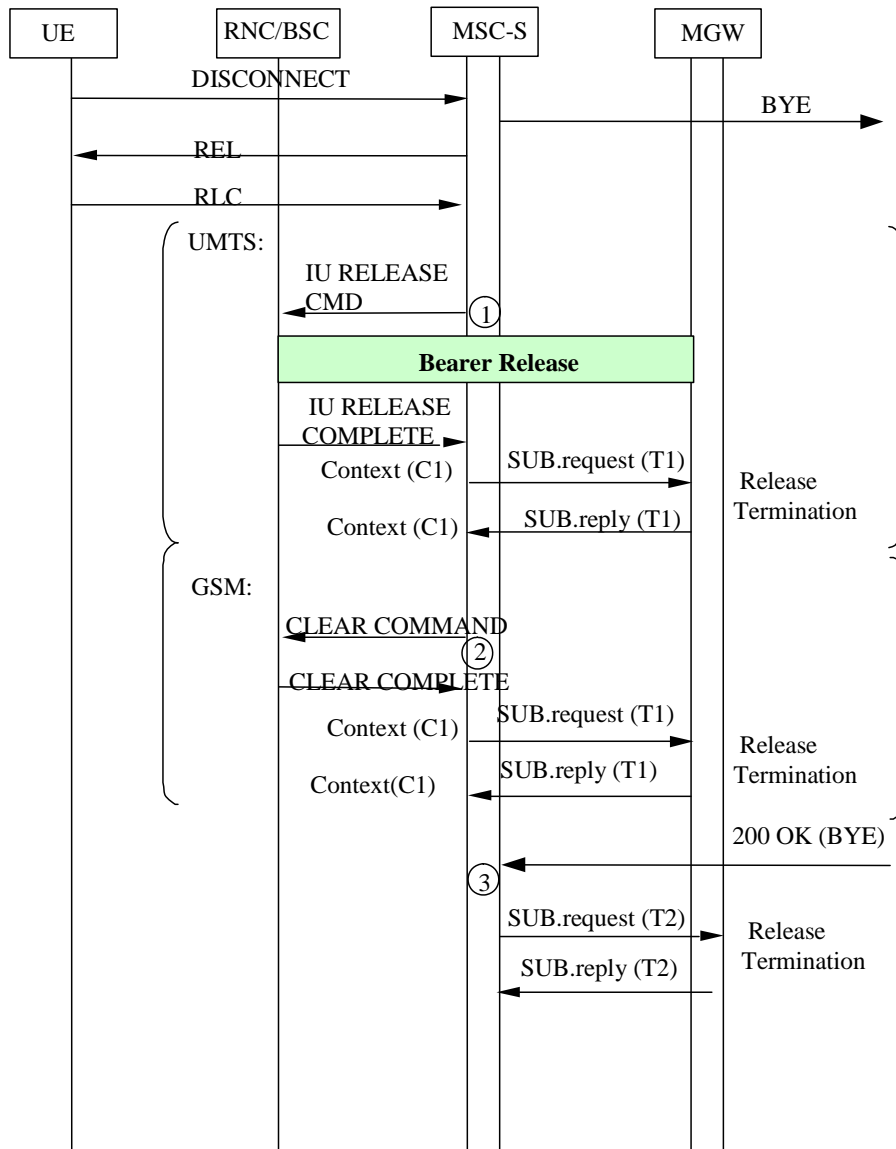 UE
RNC/BSC
MSC-S
MGW
DISCONNECT
BYE
REL
RLC
UMTS:
IU RELEASE
CMD
1
Bearer Release
IU RELEASE
COMPLETE
Context (C1)
SUB.request (T1)
Release
Termination
Context (C1)
SUB.reply (T1)
GSM:
CLEAR COMMAND
2
CLEAR COMPLETE
Context (C1)
SUB.request (T1)
Release
Termination
Context(C1)
SUB.reply (T1)
200 OK (BYE)
3
SUB.request (T2)
Release
Termination
SUB.reply (T2)